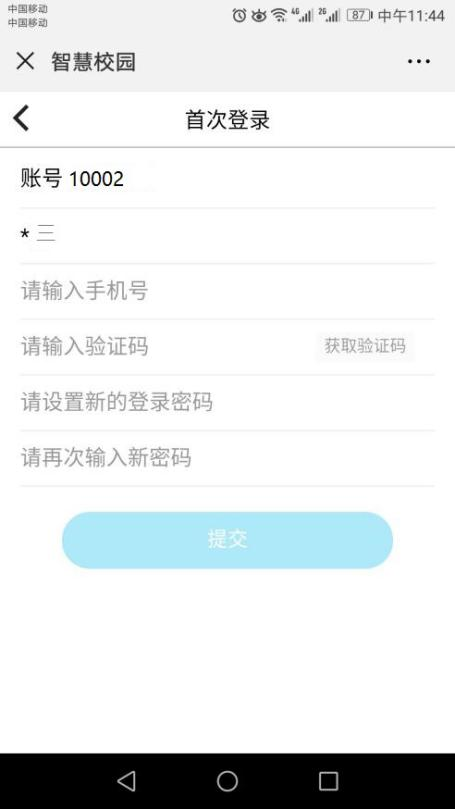 中国移动
中国移动
4G 2G 87 中午11:44
智慧校园
首次登录
账号 10002
* 三
请输入手机号
请输入验证码 获取验证码
请设置新的登录密码
请再次输入新密码
提交